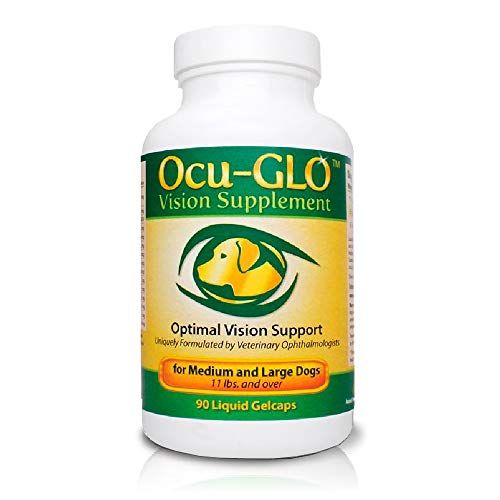 Ocu-GLO™
Vision Supplement
Optimal Vision Support
Uniquely Formulated by Veterinary Ophthalmologists
for Medium and Large Dogs
11 lbs. and over
90 Liquid Gelcaps